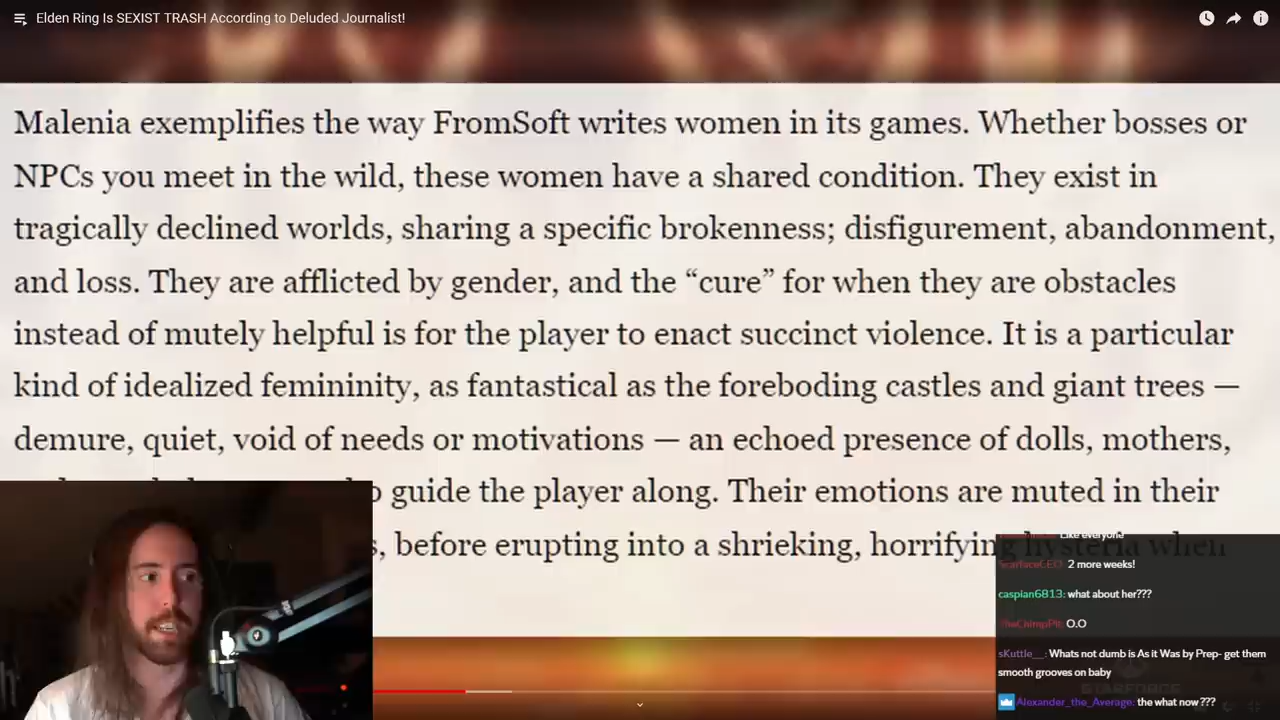 Elden Ring Is SEXIST TRASH According to Deluded Journalist!
Malenia exemplifies the way FromSoft writes women in its games. Whether bosses or
NPCs you meet in the wild, these women have a shared condition. They exist in
tragically declined worlds, sharing a specific brokenness; disfigurement, abandonment,
and loss. They are afflicted by gender, and the “cure” for when they are obstacles
instead of mutely helpful is for the player to enact succinct violence. It is a particular
kind of idealized femininity, as fantastical as the foreboding castles and giant trees —
demure, quiet, void of needs or motivations — an echoed presence of dolls, mothers,
guide the player along. Their emotions are muted in their
before erupting into a shrieking, horrifying hysteria when
Like everyone
ScarfaceCEO: 2 more weeks!
caspian6813: what about her???
O.O
sKuttle__: Whats not dumb is As it Was by Prep- get them
smooth grooves on baby
Alexander_the_Average: the what now ???
STARFORGE